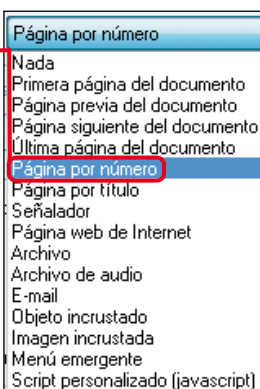 Página por número
Nada
Primera página del documento
Página previa del documento
Página siguiente del documento
Última página del documento
Página por número
Página por título
Señalador
Página web de Internet
Archivo
Archivo de audio
E-mail
Objeto incrustado
Imagen incrustada
Menú emergente
Script personalizado (javascript)